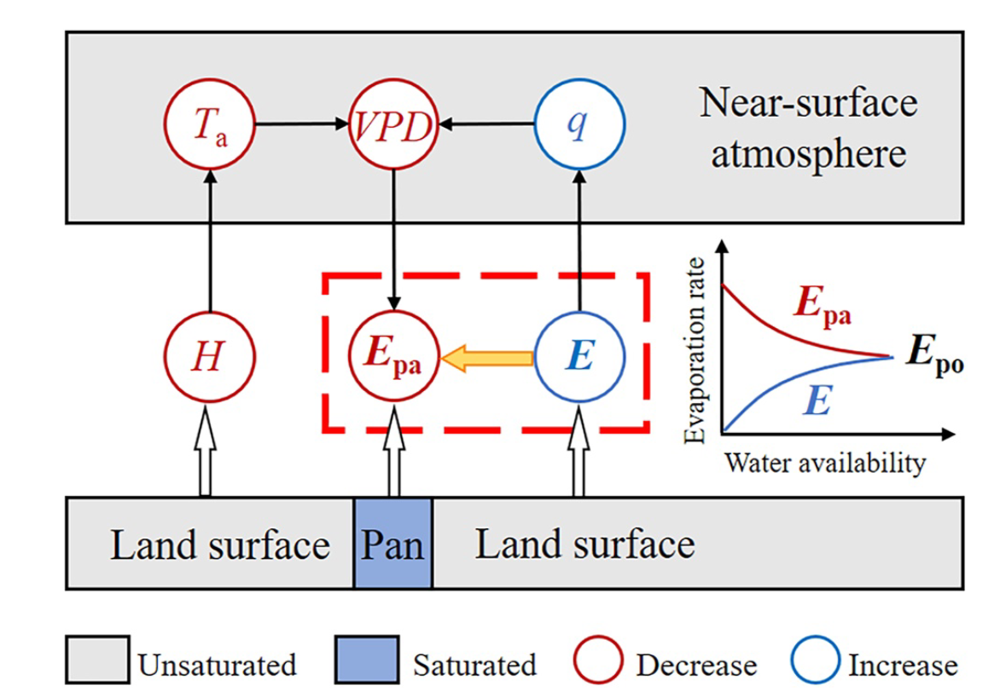 Near-surface
atmosphere
Ta
VPD
q
H
Epa
E
Evaporation rate
Epa
Epo
E
Water availability
Land surface
Pan
Land surface
Unsaturated
Saturated
Decrease
Increase